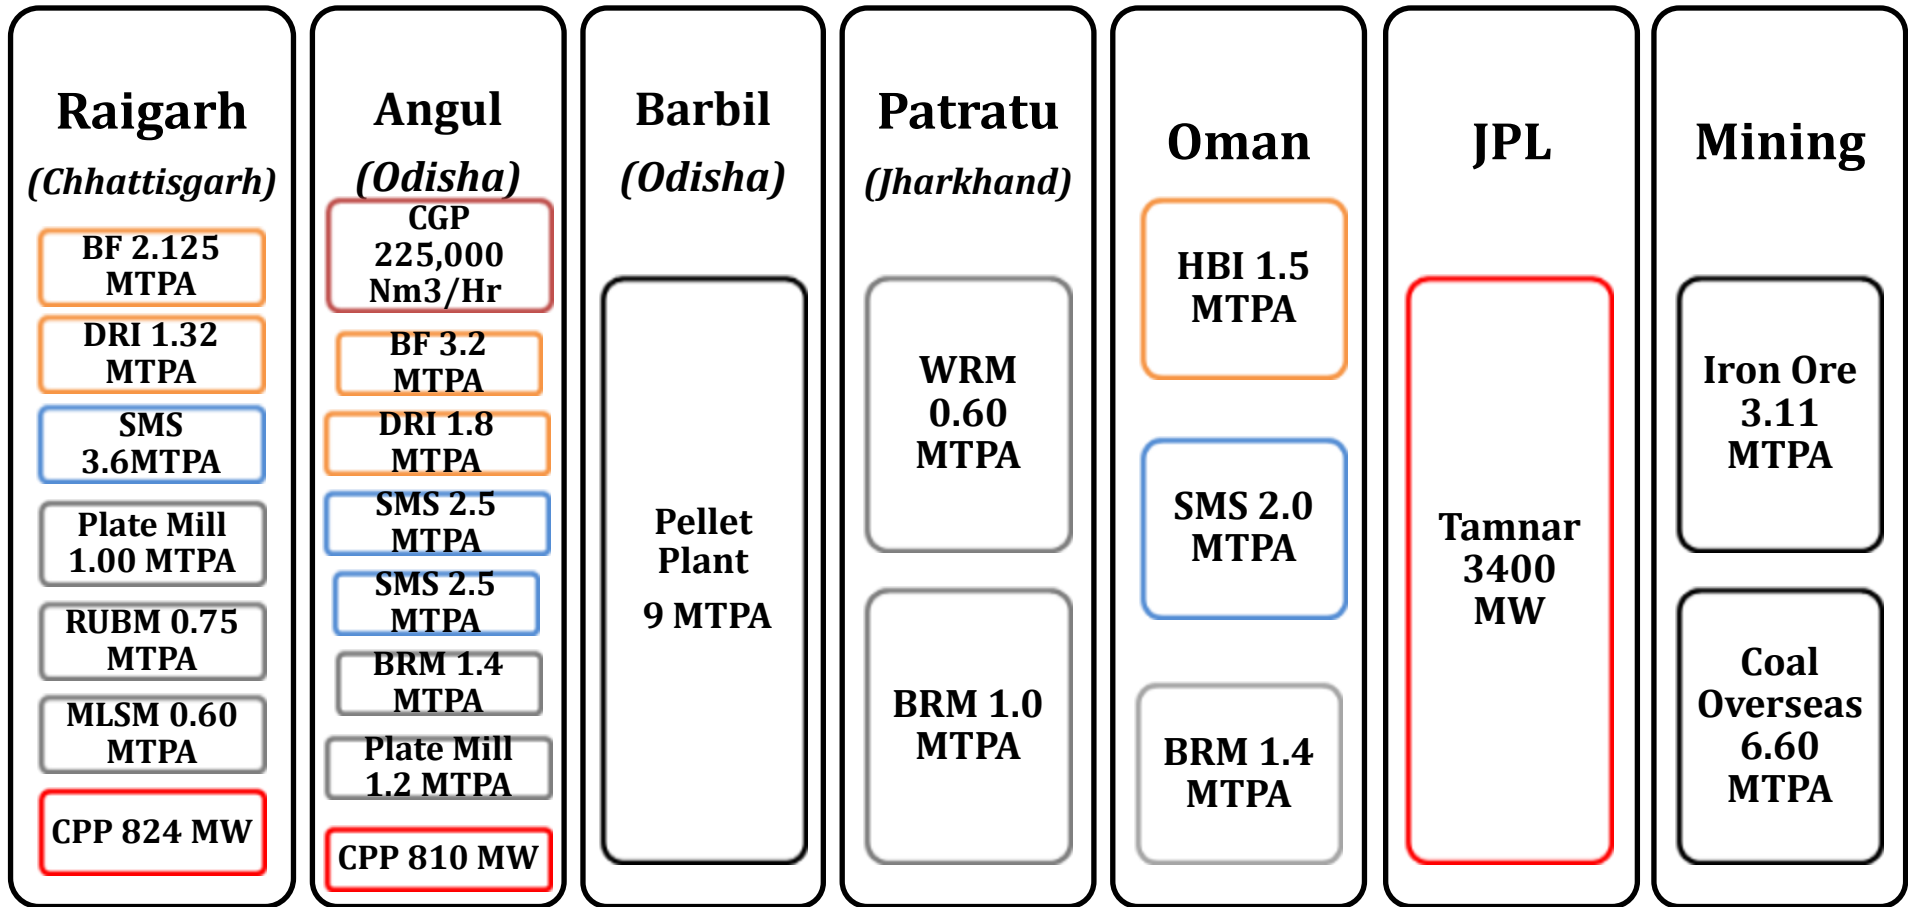 Raigarh
(Chhattisgarh)
BF 2.125
MTPA
DRI 1.32
MTPA
SMS
3.6MTPA
Plate Mill
1.00 MTPA
RUBM 0.75
MTPA
MLSM 0.60
MTPA
CPP 824 MW
Angul
(Odisha)
CGP
225,000
Nm3/Hr
BF 3.2
MTPA
DRI 1.8
MTPA
SMS 2.5
MTPA
SMS 2.5
MTPA
BRM 1.4
MTPA
Plate Mill
1.2 MTPA
CPP 810 MW
Barbil
(Odisha)
Pellet
Plant
9 MTPA
Patratu
(Jharkhand)
WRM
0.60
MTPA
BRM 1.0
MTPA
Oman
HBI 1.5
MTPA
SMS 2.0
MTPA
BRM 1.4
MTPA
JPL
Tamnar
3400
MW
Mining
Iron Ore
3.11
MTPA
Coal
Overseas
6.60
MTPA